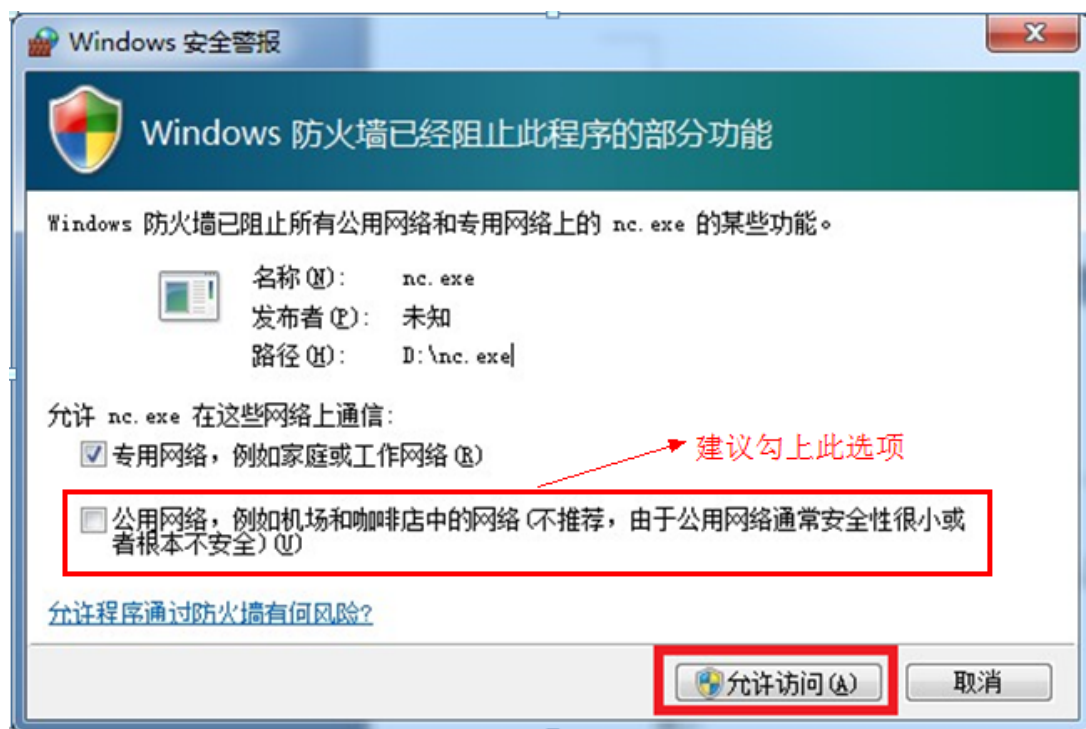 Windows 安全警报
Windows 防火墙已经阻止此程序的部分功能
Windows 防火墙已阻止所有公用网络和专用网络上的 nc.exe 的某些功能。
名称(N): nc.exe
发布者(P): 未知
路径(H): D:\nc.exe
允许 nc.exe 在这些网络上通信:
专用网络，例如家庭或工作网络(R)
建议勾上此选项
公用网络，例如机场和咖啡店中的网络(不推荐，由于公用网络通常安全性很小或
者根本不安全)(U)
允许程序通过防火墙有何风险?
允许访问(A) 取消